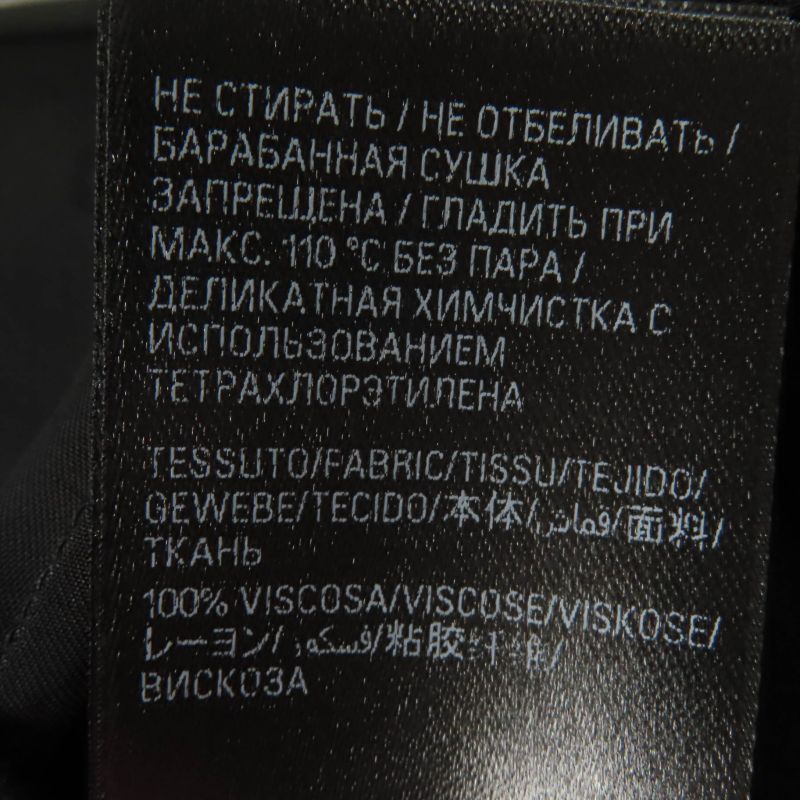 НЕ СТИРАТЬ / НЕ ОТБЕЛИВАТЬ /
БАРАБАННАЯ СУШКА
ЗАПРЕЩЕНА / ГЛАДИТЬ ПРИ
МАКС. 110 °C БЕЗ ПАРА /
ДЕЛИКАТНАЯ ХИМЧИСТКА С
ИСПОЛЬЗОВАНИЕМ
ТЕТРАХЛОРЭТИЛЕНА
TESSUTO/FABRIC/TISSU/TEJIDO/
GEWEBE/TECIDO/本体/قماش/面料/
ТКАНЬ
100% VISCOSA/VISCOSE/VISKOSE/
レーヨン/فسكوز/粘胶纤维/
ВИСКОЗА